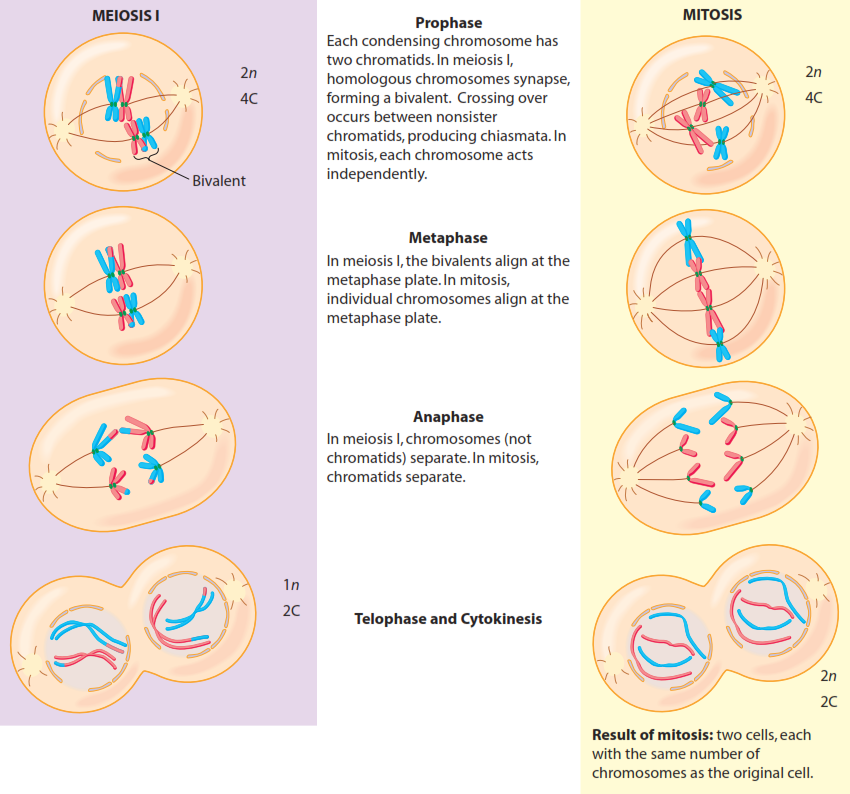 MEIOSIS I
2n
4C
Bivalent
1n
2C
Prophase
Each condensing chromosome has
two chromatids. In meiosis I,
homologous chromosomes synapse,
forming a bivalent. Crossing over
occurs between nonsister
chromatids, producing chiasmata. In
mitosis, each chromosome acts
independently.
Metaphase
In meiosis I, the bivalents align at the
metaphase plate. In mitosis,
individual chromosomes align at the
metaphase plate.
Anaphase
In meiosis I, chromosomes (not
chromatids) separate. In mitosis,
chromatids separate.
Telophase and Cytokinesis
MITOSIS
2n
4C
2n
2C
Result of mitosis: two cells, each
with the same number of
chromosomes as the original cell.